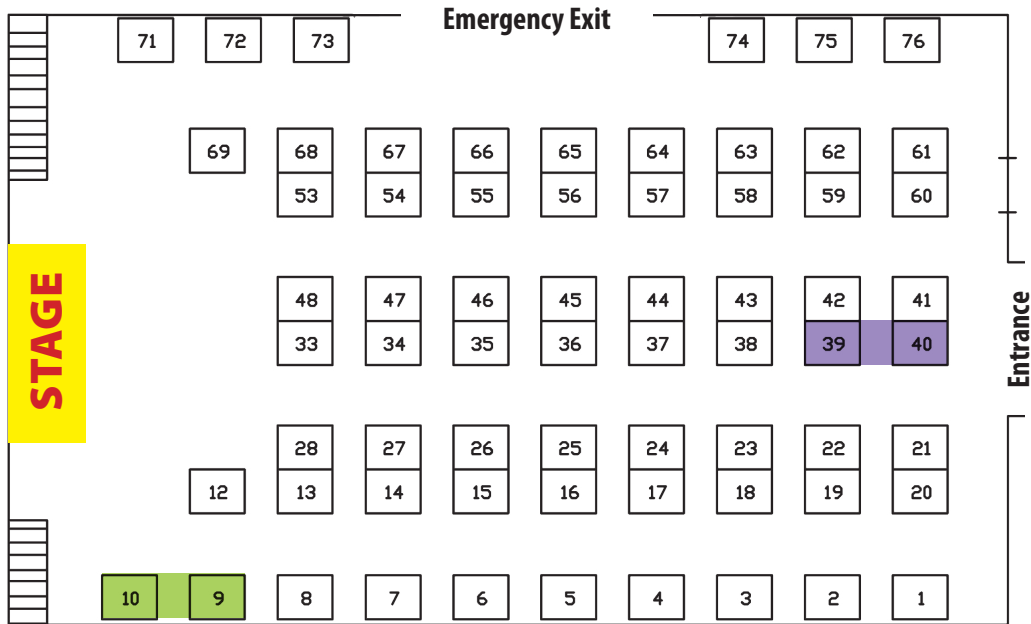 Emergency Exit
71 72 73 74 75 76
69 68 67 66 65 64 63 62 61
53 54 55 56 57 58 59 60
STAGE
48 47 46 45 44 43 42 41
Entrance
33 34 35 36 37 38 39 40
28 27 26 25 24 23 22 21
12 13 14 15 16 17 18 19 20
10 9 8 7 6 5 4 3 2 1